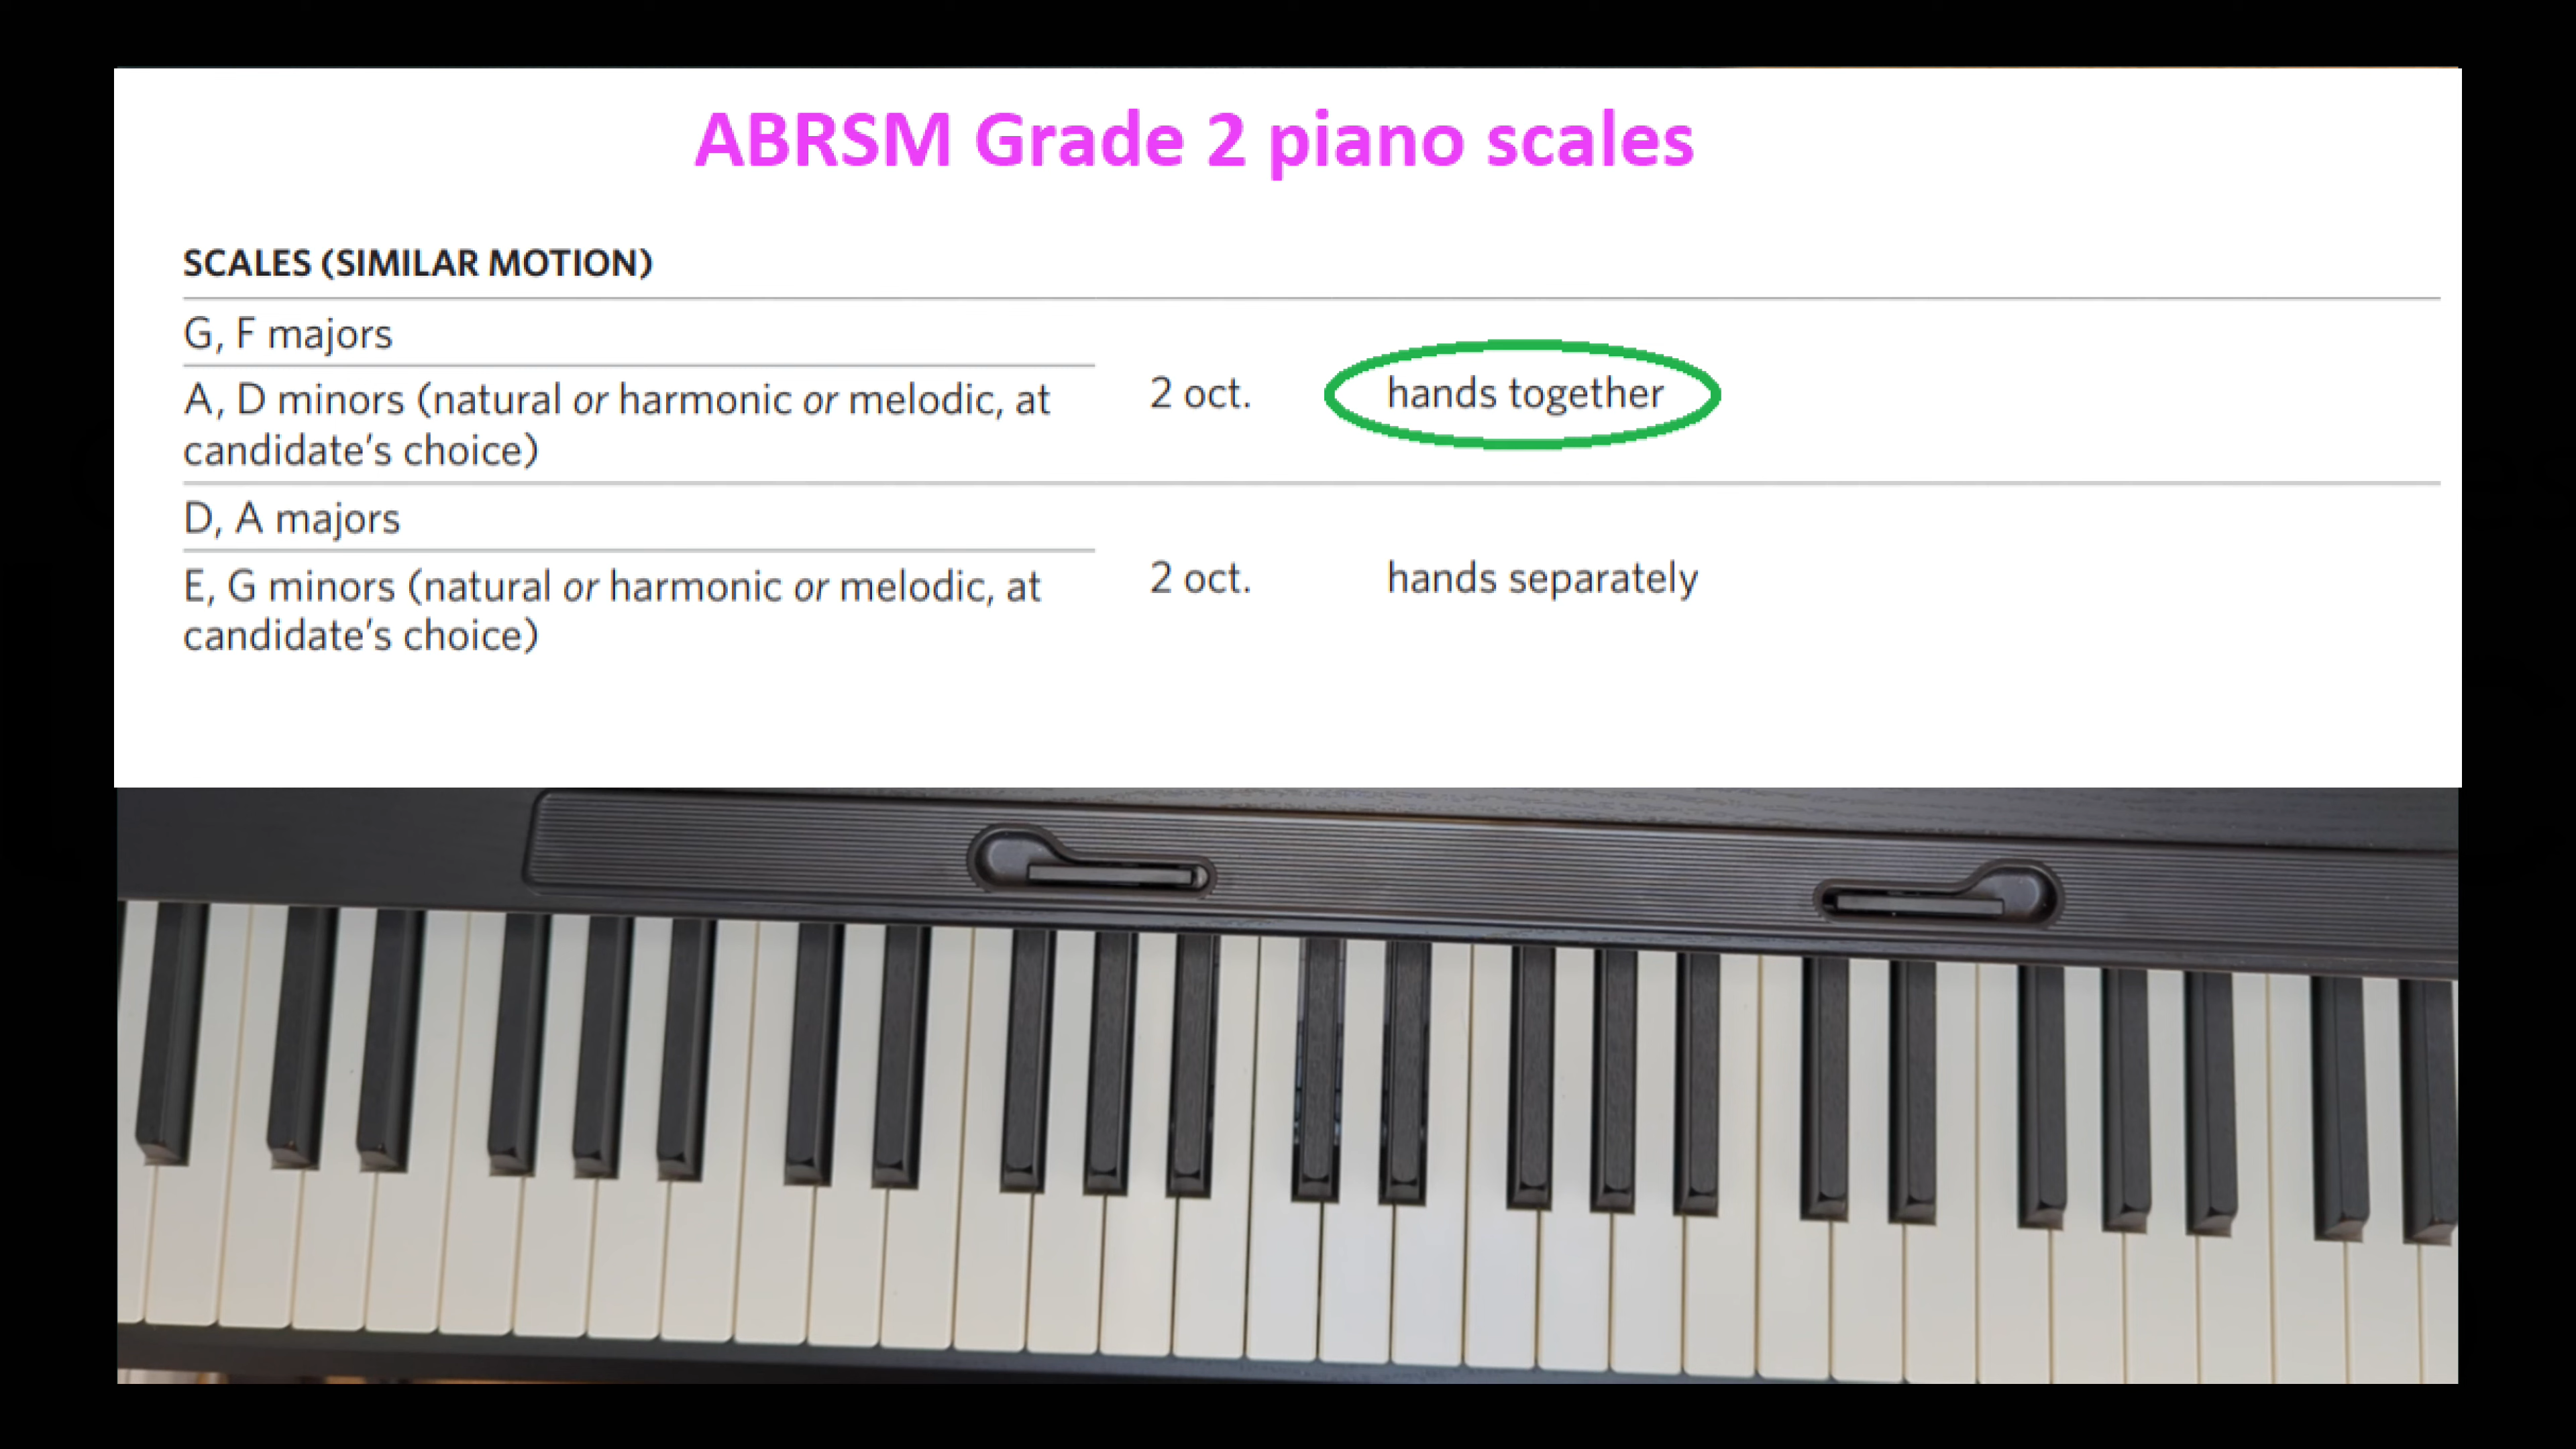 ABRSM Grade 2 piano scales
SCALES (SIMILAR MOTION)
G, F majors
A, D minors (natural or harmonic or melodic, at
candidate's choice)
2 oct.
hands together
D, A majors
E, G minors (natural or harmonic or melodic, at
candidate's choice)
2 oct.
hands separately